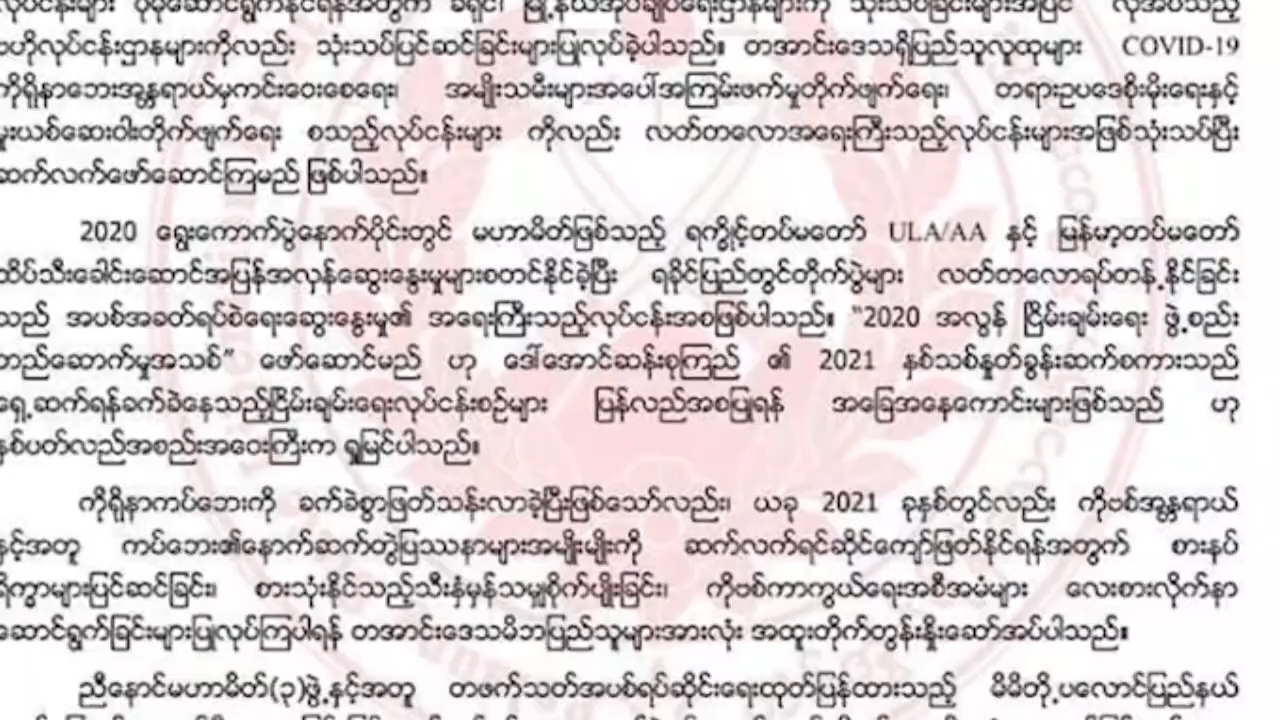 လုပ်ငန်းများ ပိုမိုဆောင်ရွက်နိုင်ရန်အတွက် ခရိုင်၊ မြို့နယ်အုပ်ချုပ်ရေးဌာနများကို သုံးသပ်ခြင်းများအပြင် လိုအပ်သည့်
ဗဟိုလုပ်ငန်းဌာနများကိုလည်း သုံးသပ်ပြင်ဆင်ခြင်းများပြုလုပ်ခဲ့ပါသည်။ တအာင်းဒေသရှိပြည်သူလူထုများ COVID-19
ကိုရိုနာဘေးအန္တရာယ်မှကင်းဝေးစေရေး၊ အမျိုးသမီးများအပေါ်အကြမ်းဖက်မှုတိုက်ဖျက်ရေး၊ တရားဥပဒေစိုးမိုးရေးနှင့်
မူးယစ်ဆေးဝါးတိုက်ဖျက်ရေး စသည့်လုပ်ငန်းများ ကိုလည်း လတ်တလောအရေးကြီးသည့်လုပ်ငန်းများအဖြစ်သုံးသပ်ပြီး
ဆက်လက်ဖော်ဆောင်ကြမည် ဖြစ်ပါသည်။
2020 ရွေးကောက်ပွဲနောက်ပိုင်းတွင် မဟာမိတ်ဖြစ်သည့် ရက္ခိုင့်တပ်မတော် ULA/AA နှင့် မြန်မာ့တပ်မတော်
ထိပ်သီးခေါင်းဆောင်အပြန်အလှန်ဆွေးနွေးမှုများစတင်နိုင်ခဲ့ပြီး ရခိုင်ပြည်တွင်တိုက်ပွဲများ လတ်တလောရပ်တန့်နိုင်ခြင်း
သည် အပစ်အခတ်ရပ်စဲရေးဆွေးနွေးမှု၏ အရေးကြီးသည့်လုပ်ငန်းအစဖြစ်ပါသည်။ "2020 အလွန် ငြိမ်းချမ်းရေး ဖွဲ့စည်း
တည်ဆောက်မှုအသစ်" ဖော်ဆောင်မည် ဟု ဒေါ်အောင်ဆန်းစုကြည် ၏ 2021 နှစ်သစ်နှုတ်ခွန်းဆက်စကားသည်
ရှေ့ဆက်ရန်ခက်ခဲနေသည့်ငြိမ်းချမ်းရေးလုပ်ငန်းစဉ်များ ပြန်လည်အစပြုရန် အခြေအနေကောင်းများဖြစ်သည် ဟု
နှစ်ပတ်လည်အစည်းအဝေးကြီးက ရှုမြင်ပါသည်။
ကိုရိုနာကပ်ဘေးကို ခက်ခဲစွာဖြတ်သန်းလာခဲ့ပြီးဖြစ်သော်လည်း၊ ယခု 2021 ခုနှစ်တွင်လည်း ကိုဗစ်အန္တရာယ်
နှင့်အတူ ကပ်ဘေး၏နောက်ဆက်တွဲပြဿနာများအမျိုးမျိုးကို ဆက်လက်ရင်ဆိုင်ကျော်ဖြတ်နိုင်ရန်အတွက် စားနပ်
ရိက္ခာများပြင်ဆင်ခြင်း၊ စားသုံးနိုင်သည့်သီးနှံမှန်သမျှစိုက်ပျိုးခြင်း၊ ကိုဗစ်ကာကွယ်ရေးအစီအမံများ လေးစားလိုက်နာ
ဆောင်ရွက်ခြင်းများပြုလုပ်ကြပါရန် တအာင်းဒေသမိဘပြည်သူများအားလုံး အထူးတိုက်တွန်းနှိုးဆော်အပ်ပါသည်။
ညီနောင်မဟာမိတ်(၃)ဖွဲ့နှင့်အတူ တဖက်သတ်အပစ်ရပ်ဆိုင်းရေးထုတ်ပြန်ထားသည့် မိမိတို့ပလောင်ပြည်နယ်